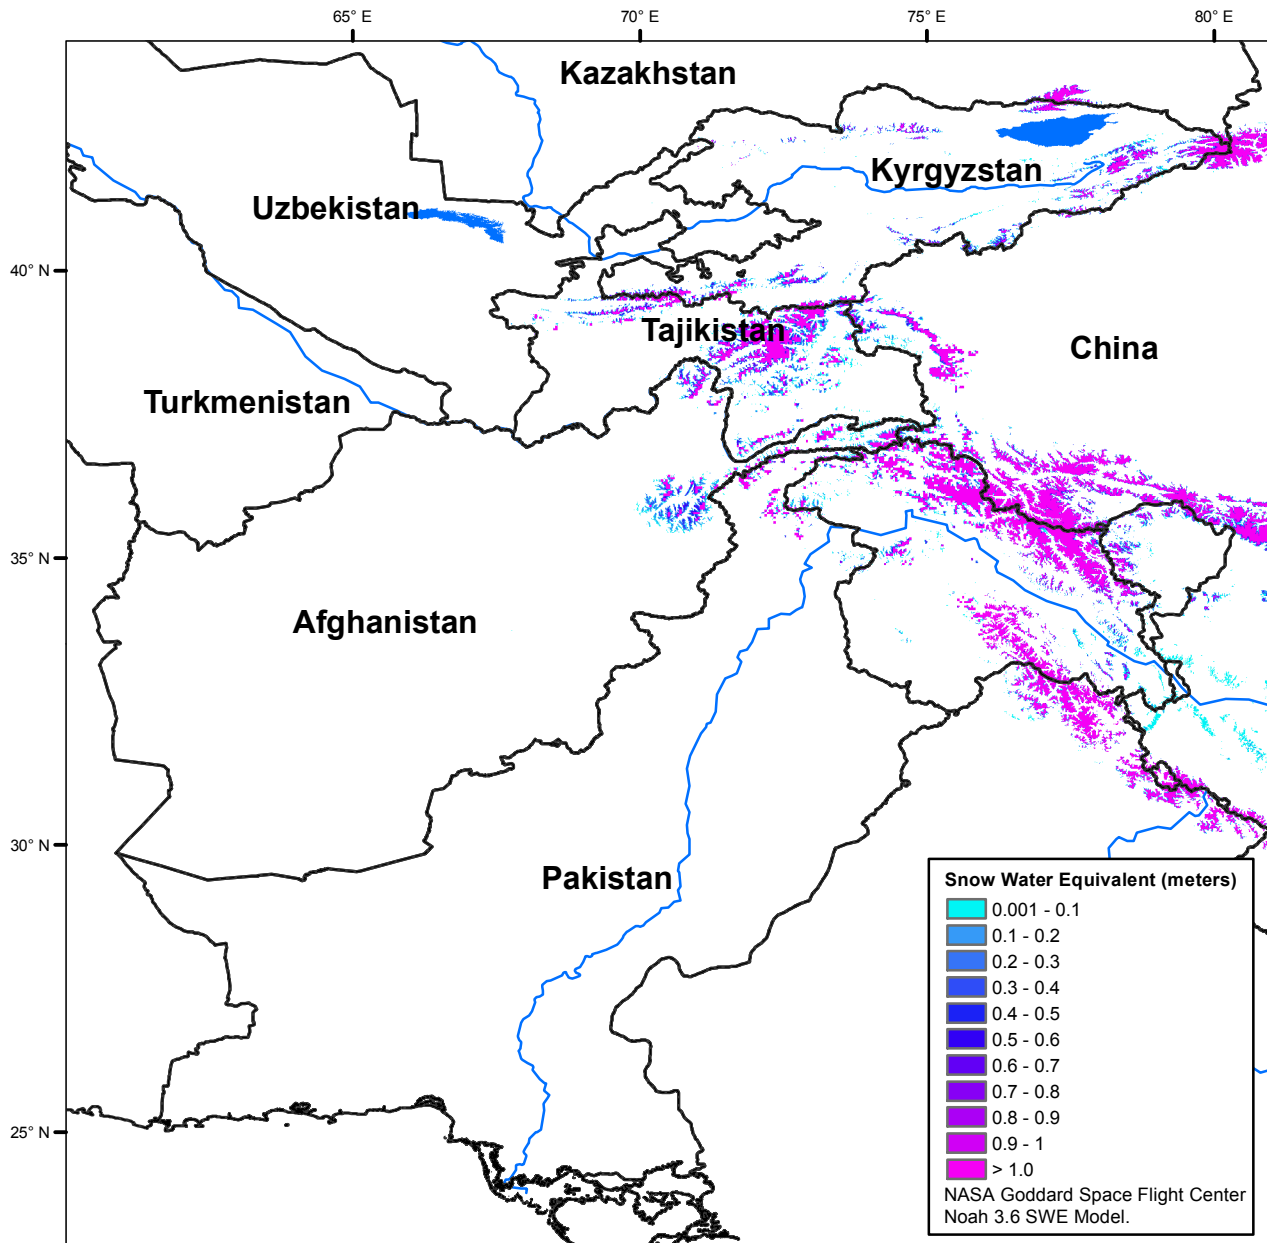 65° E
70° E
75° E
80° E
Kazakhstan
Kyrgyzstan
Uzbekistan
40° N
Tajikistan
China
Turkmenistan
35° N
Afghanistan
30° N
Pakistan
25° N
Snow Water Equivalent (meters)
0.001 - 0.1
0.1 - 0.2
0.2 - 0.3
0.3 - 0.4
0.4 - 0.5
0.5 - 0.6
0.6 - 0.7
0.7 - 0.8
0.8 - 0.9
0.9 - 1
> 1.0
NASA Goddard Space Flight Center
Noah 3.6 SWE Model.